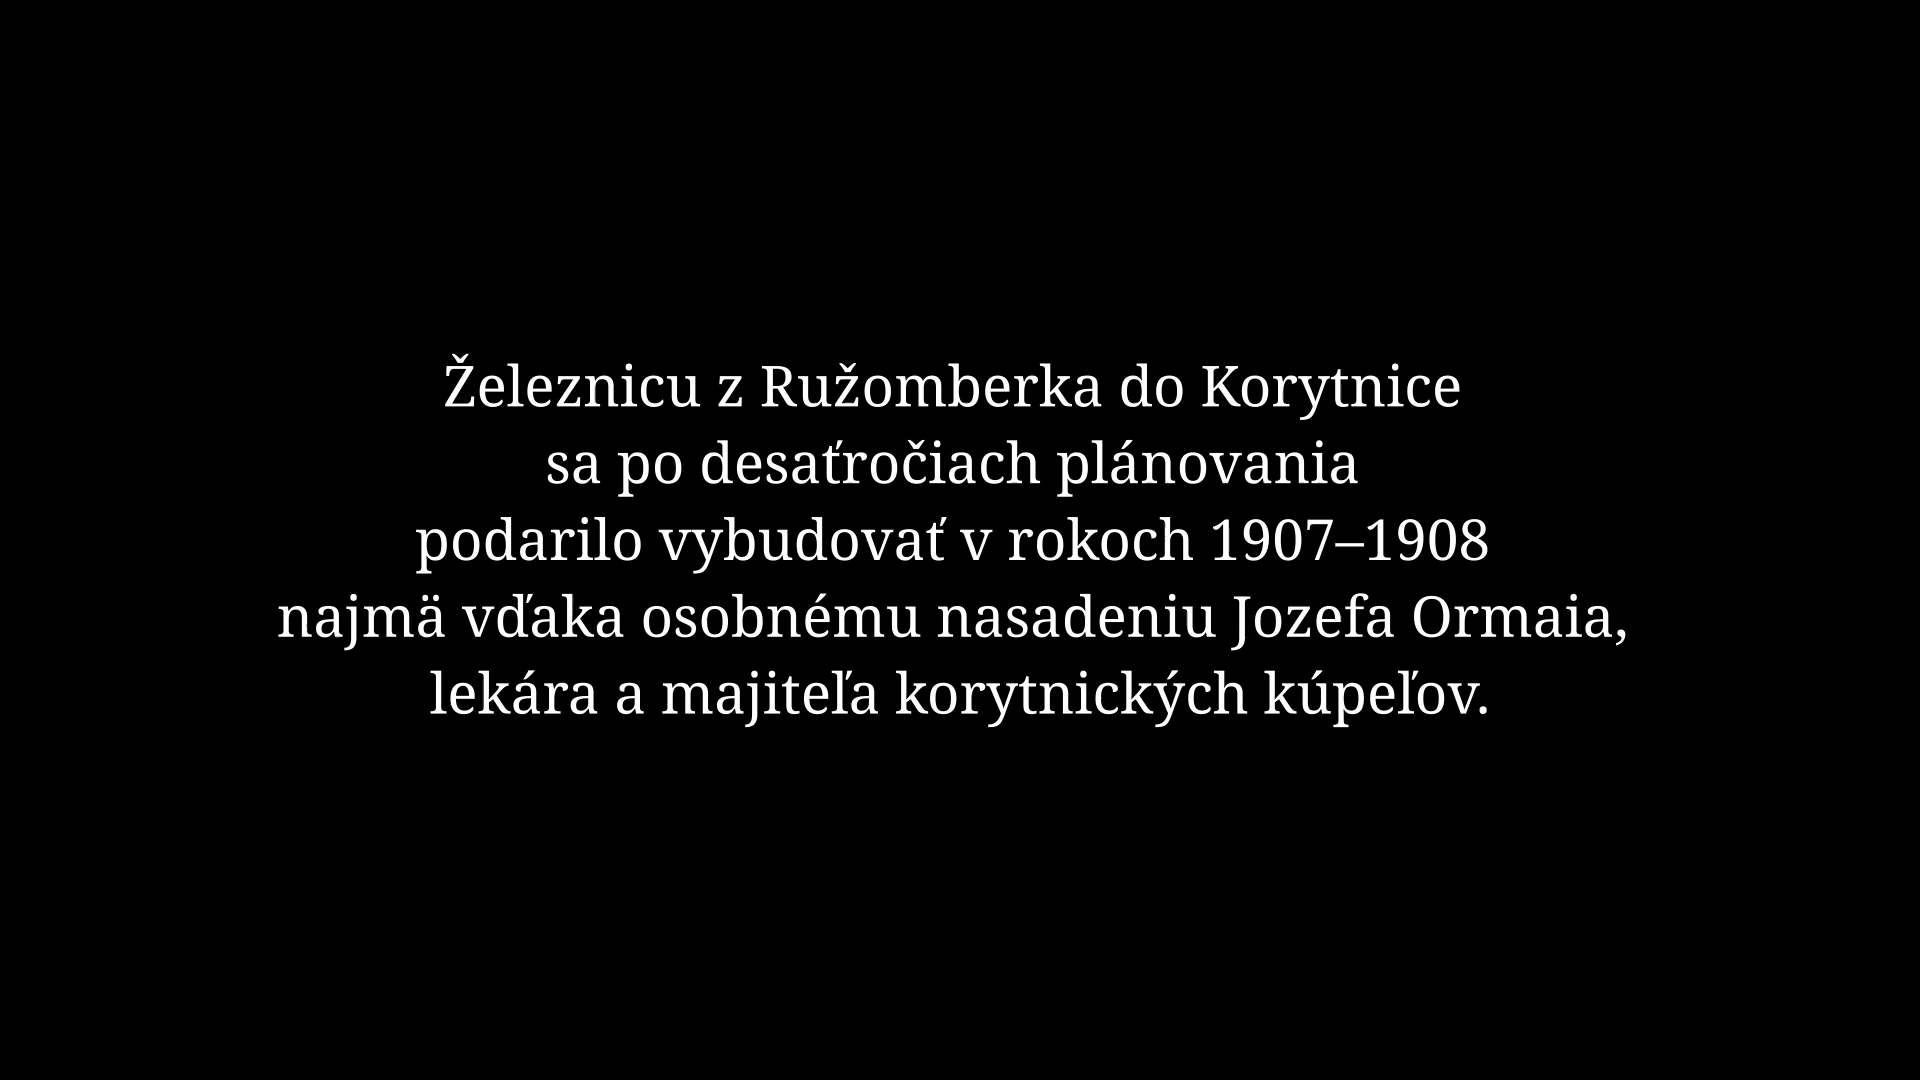 Železnicu z Ružomberka do Korytnice
sa po desaťročiach plánovania
podarilo vybudovať v rokoch 1907–1908
najmä vďaka osobnému nasadeniu Jozefa Ormaia,
lekára a majiteľa korytnických kúpeľov.